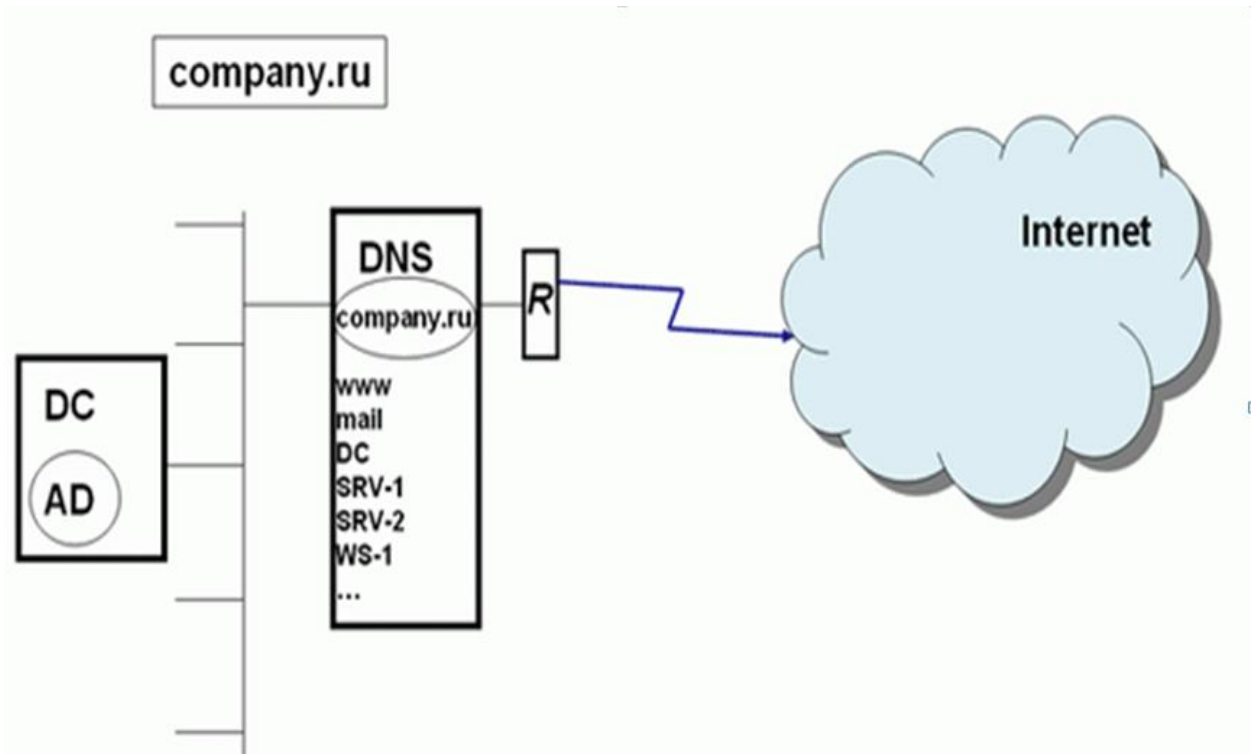 company.ru
Internet
DNS
R
company.ru
www
mail
DC
SRV-1
SRV-2
WS-1
...
DC
AD